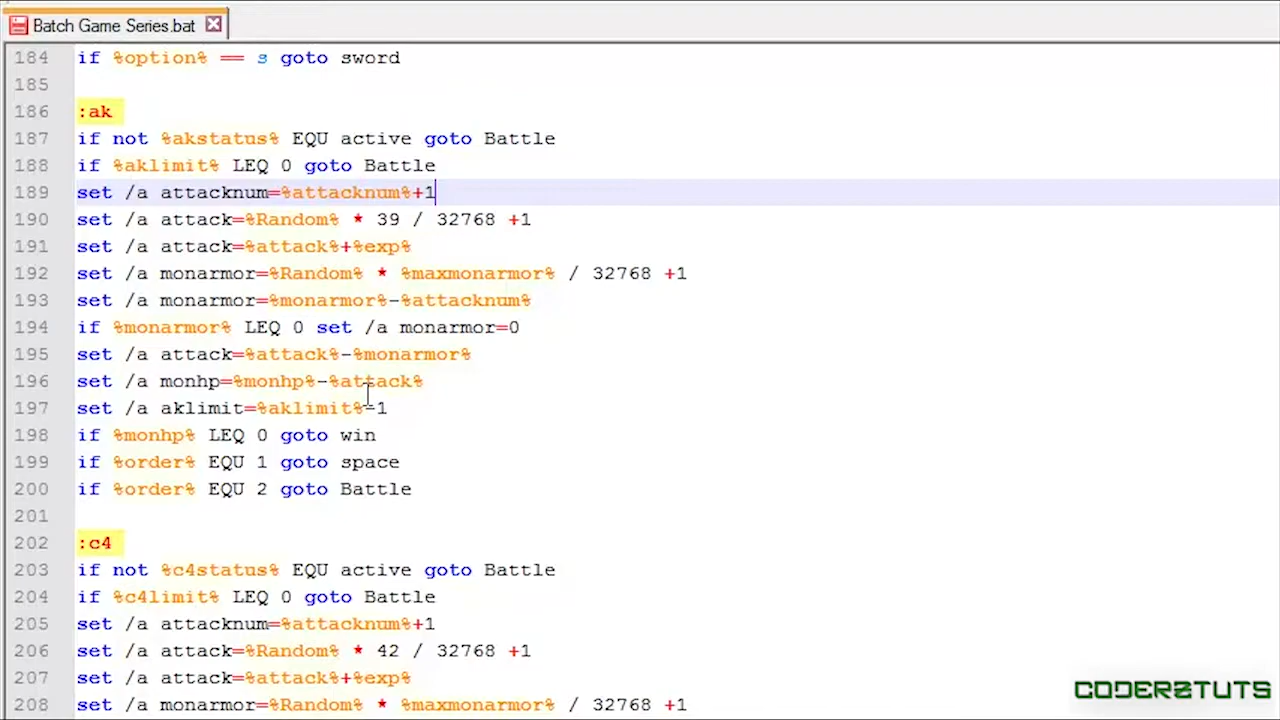 Batch Game Series.bat
184 if %option% == s goto sword
185
186 :ak
187 if not %akstatus% EQU active goto Battle
188 if %aklimit% LEQ 0 goto Battle
189 set /a attacknum=%attacknum%+1
190 set /a attack=%Random% * 39 / 32768 +1
191 set /a attack=%attack%+%exp%
192 set /a monarmor=%Random% * %maxmonarmor% / 32768 +1
193 set /a monarmor=%monarmor%-%attacknum%
194 if %monarmor% LEQ 0 set /a monarmor=0
195 set /a attack=%attack%-%monarmor%
196 set /a monhp=%monhp%-%attack%
197 set /a aklimit=%aklimit%-1
198 if %monhp% LEQ 0 goto win
199 if %order% EQU 1 goto space
200 if %order% EQU 2 goto Battle
201
202 :c4
203 if not %c4status% EQU active goto Battle
204 if %c4limit% LEQ 0 goto Battle
205 set /a attacknum=%attacknum%+1
206 set /a attack=%Random% * 42 / 32768 +1
207 set /a attack=%attack%+%exp%
208 set /a monarmor=%Random% * %maxmonarmor% / 32768 +1
CODERZTUTS